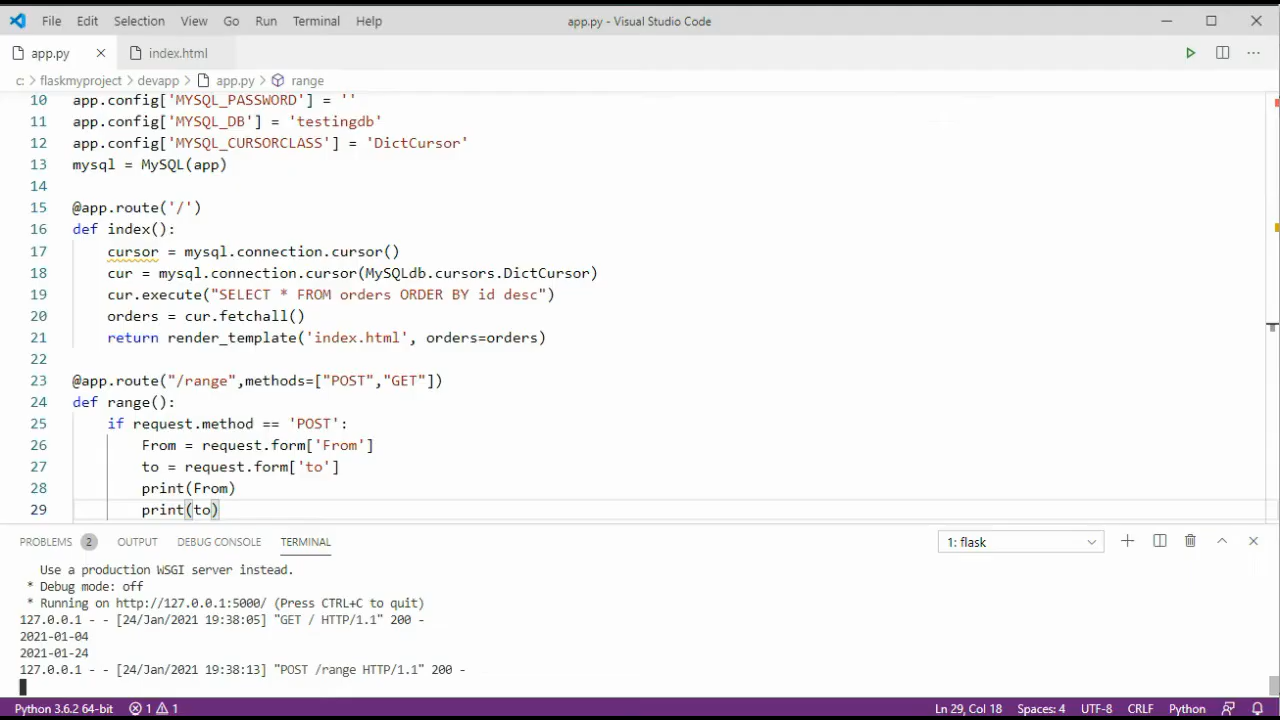 File Edit Selection View Go Run Terminal Help app.py - Visual Studio Code
app.py index.html
c: > flaskmyproject > devapp > app.py > range
10 app.config['MYSQL_PASSWORD'] = ''
11 app.config['MYSQL_DB'] = 'testingdb'
12 app.config['MYSQL_CURSORCLASS'] = 'DictCursor'
13 mysql = MySQL(app)
14
15 @app.route('/')
16 def index():
17 cursor = mysql.connection.cursor()
18 cur = mysql.connection.cursor(MySQLdb.cursors.DictCursor)
19 cur.execute("SELECT * FROM orders ORDER BY id desc")
20 orders = cur.fetchall()
21 return render_template('index.html', orders=orders)
22
23 @app.route("/range",methods=["POST","GET"])
24 def range():
25 if request.method == 'POST':
26 From = request.form['From']
27 to = request.form['to']
28 print(From)
29 print(to)
PROBLEMS 2 OUTPUT DEBUG CONSOLE TERMINAL 1: flask
Use a production WSGI server instead.
* Debug mode: off
* Running on http://127.0.0.1:5000/ (Press CTRL+C to quit)
127.0.0.1 - - [24/Jan/2021 19:38:05] "GET / HTTP/1.1" 200 -
2021-01-04
2021-01-24
127.0.0.1 - - [24/Jan/2021 19:38:13] "POST /range HTTP/1.1" 200 -
Python 3.6.2 64-bit 1 1 Ln 29, Col 18 Spaces: 4 UTF-8 CRLF Python